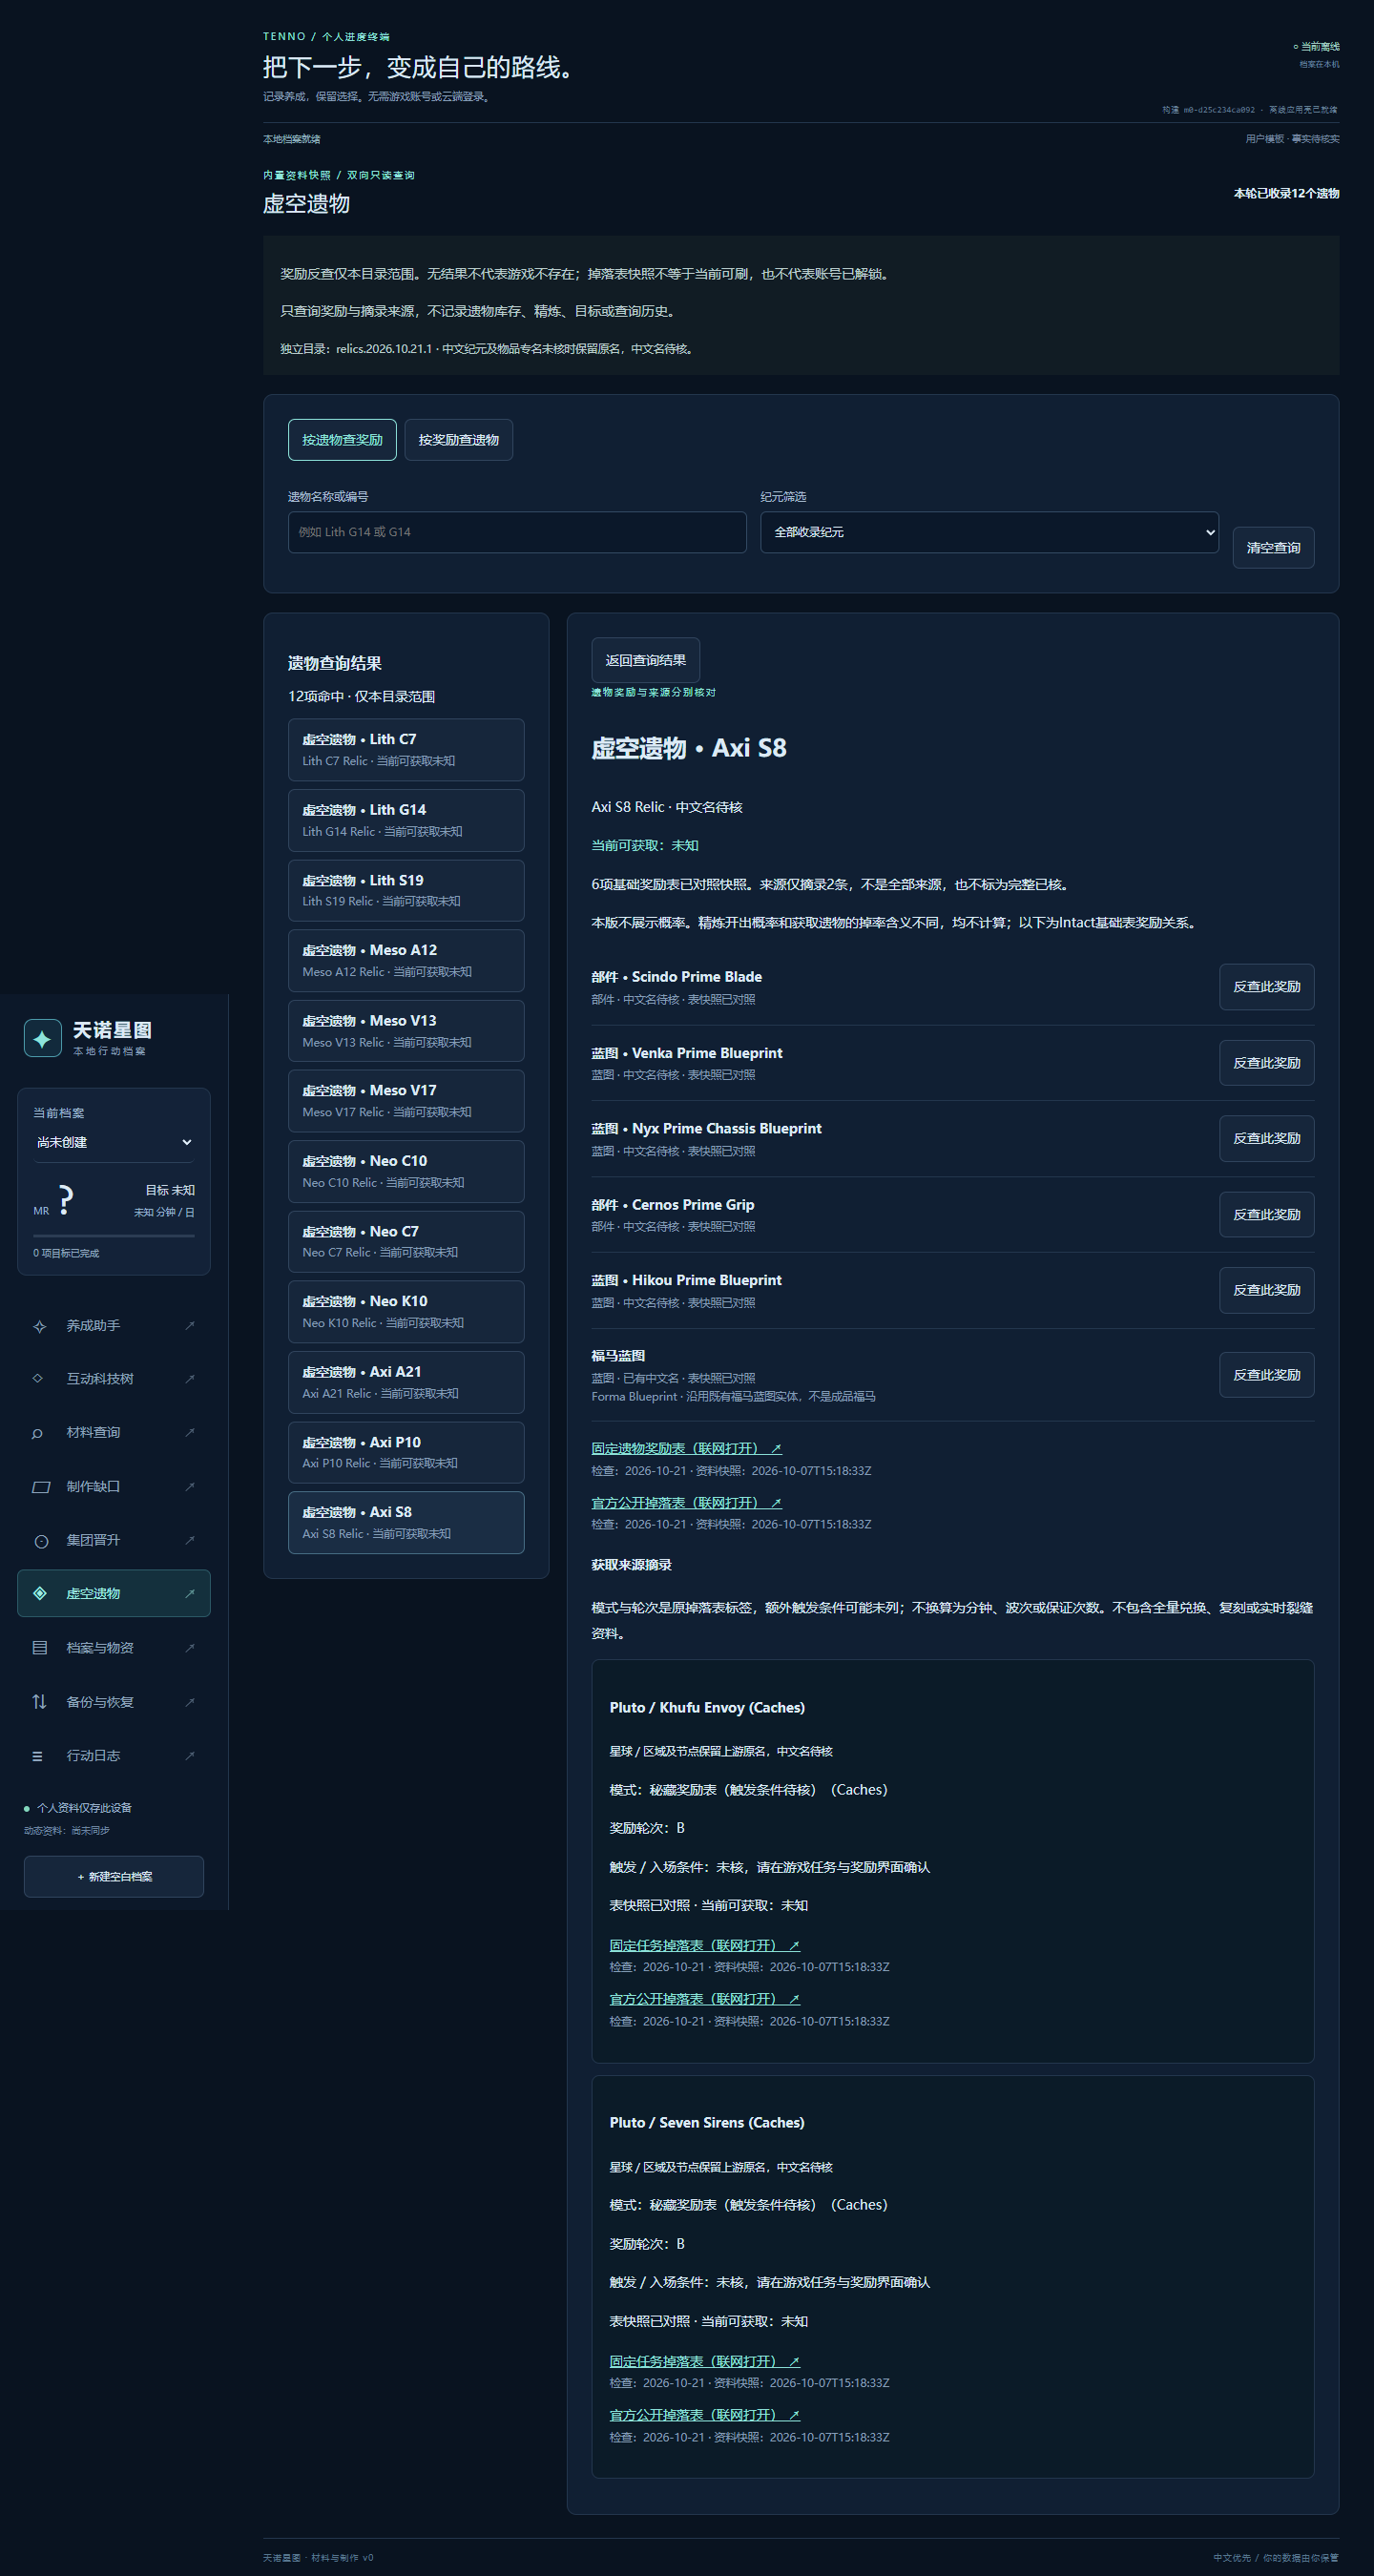 TENNO / 个人进度终端
把下一步，变成自己的路线。
记录养成，保留选择。无需游戏账号或云端登录。
当前离线
档案在本机
构建 m0-d25c234ca092 · 离线应用壳已就绪
本地档案就绪
用户模板 · 事实待核实
内置资料快照 / 双向只读查询
虚空遗物
本轮已收录12个遗物
奖励反查仅本目录范围。无结果不代表游戏不存在；掉落表快照不等于当前可刷，也不代表账号已解锁。
只查询奖励与摘录来源，不记录遗物库存、精炼、目标或查询历史。
独立目录：relics.2026.10.21.1 · 中文纪元及物品专名未核时保留原名，中文名待核。
按遗物查奖励
按奖励查遗物
遗物名称或编号
例如 Lith G14 或 G14
纪元筛选
全部收录纪元
清空查询
遗物查询结果
12项命中 · 仅本目录范围
虚空遗物 • Lith C7
Lith C7 Relic · 当前可获取未知
虚空遗物 • Lith G14
Lith G14 Relic · 当前可获取未知
虚空遗物 • Lith S19
Lith S19 Relic · 当前可获取未知
虚空遗物 • Meso A12
Meso A12 Relic · 当前可获取未知
虚空遗物 • Meso V13
Meso V13 Relic · 当前可获取未知
虚空遗物 • Meso V17
Meso V17 Relic · 当前可获取未知
虚空遗物 • Neo C10
Neo C10 Relic · 当前可获取未知
虚空遗物 • Neo C7
Neo C7 Relic · 当前可获取未知
虚空遗物 • Neo K10
Neo K10 Relic · 当前可获取未知
虚空遗物 • Axi A21
Axi A21 Relic · 当前可获取未知
虚空遗物 • Axi P10
Axi P10 Relic · 当前可获取未知
虚空遗物 • Axi S8
Axi S8 Relic · 当前可获取未知
返回查询结果
遗物奖励与来源分别核对
虚空遗物 • Axi S8
Axi S8 Relic · 中文名待核
当前可获取：未知
6项基础奖励表已对照快照。来源仅摘录2条，不是全部来源，也不标为完整已核。
本版不展示概率。精炼开出概率和获取遗物的掉率含义不同，均不计算；以下为Intact基础表奖励关系。
部件 • Scindo Prime Blade
部件 · 中文名待核 · 表快照已对照
反查此奖励
蓝图 • Venka Prime Blueprint
蓝图 · 中文名待核 · 表快照已对照
反查此奖励
蓝图 • Nyx Prime Chassis Blueprint
蓝图 · 中文名待核 · 表快照已对照
反查此奖励
部件 • Cernos Prime Grip
部件 · 中文名待核 · 表快照已对照
反查此奖励
蓝图 • Hikou Prime Blueprint
蓝图 · 中文名待核 · 表快照已对照
反查此奖励
福马蓝图
蓝图 · 已有中文名 · 表快照已对照
Forma Blueprint · 沿用既有福马蓝图实体，不是成品福马
反查此奖励
固定遗物奖励表（联网打开） ↗
检查：2026-10-21 · 资料快照：2026-10-07T15:18:33Z
官方公开掉落表（联网打开） ↗
检查：2026-10-21 · 资料快照：2026-10-07T15:18:33Z
获取来源摘录
模式与轮次是原掉落表标签，额外触发条件可能未列；不换算为分钟、波次或保证次数。不包含全量兑换、复刻或实时裂缝
资料。
Pluto / Khufu Envoy (Caches)
星球 / 区域及节点保留上游原名，中文名待核
模式：秘藏奖励表（触发条件待核）（Caches）
奖励轮次：B
触发 / 入场条件：未核，请在游戏任务与奖励界面确认
表快照已对照 · 当前可获取：未知
固定任务掉落表（联网打开） ↗
检查：2026-10-21 · 资料快照：2026-10-07T15:18:33Z
官方公开掉落表（联网打开） ↗
检查：2026-10-21 · 资料快照：2026-10-07T15:18:33Z
Pluto / Seven Sirens (Caches)
星球 / 区域及节点保留上游原名，中文名待核
模式：秘藏奖励表（触发条件待核）（Caches）
奖励轮次：B
触发 / 入场条件：未核，请在游戏任务与奖励界面确认
表快照已对照 · 当前可获取：未知
固定任务掉落表（联网打开） ↗
检查：2026-10-21 · 资料快照：2026-10-07T15:18:33Z
官方公开掉落表（联网打开） ↗
检查：2026-10-21 · 资料快照：2026-10-07T15:18:33Z
天诺星图
本地行动档案
当前档案
尚未创建
MR ?
目标 未知
未知 分钟 / 日
0 项目标已完成
养成助手 ↗
互动科技树 ↗
材料查询 ↗
制作缺口 ↗
集团晋升 ↗
虚空遗物 ↗
档案与物资 ↗
备份与恢复 ↗
行动日志 ↗
个人资料仅存此设备
动态资料：尚未同步
+ 新建空白档案
天诺星图 · 材料与制作 v0
中文优先 / 你的数据由你保管